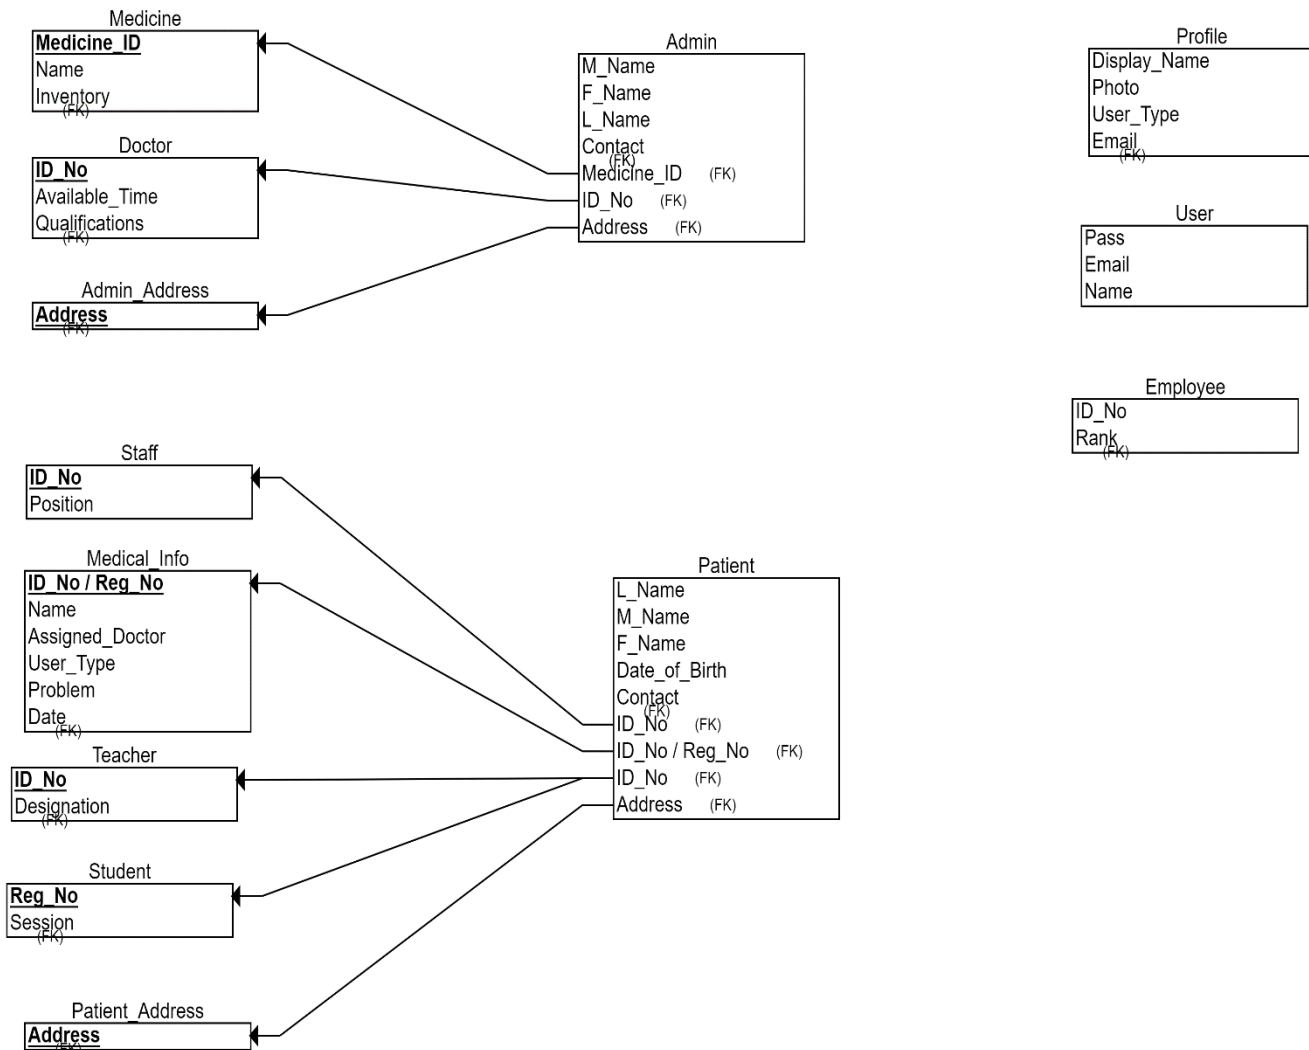 Medicine
Medicine_ID
Name
Inventory
(FK)
Doctor
ID_No
Available_Time
Qualifications
(FK)
Admin_Address
Address
(FK)
Admin
M_Name
F_Name
L_Name
Contact
(FK)
Medicine_ID (FK)
ID_No (FK)
Address (FK)
Profile
Display_Name
Photo
User_Type
Email
(FK)
User
Pass
Email
Name
Employee
ID_No
Rank
(FK)
Staff
ID_No
Position
Medical_Info
ID_No / Reg_No
Name
Assigned_Doctor
User_Type
Problem
Date
(FK)
Teacher
ID_No
Designation
(FK)
Student
Reg_No
Session
(FK)
Patient_Address
Address
(FK)
Patient
L_Name
M_Name
F_Name
Date_of_Birth
Contact
(FK)
ID_No (FK)
ID_No / Reg_No (FK)
ID_No (FK)
Address (FK)